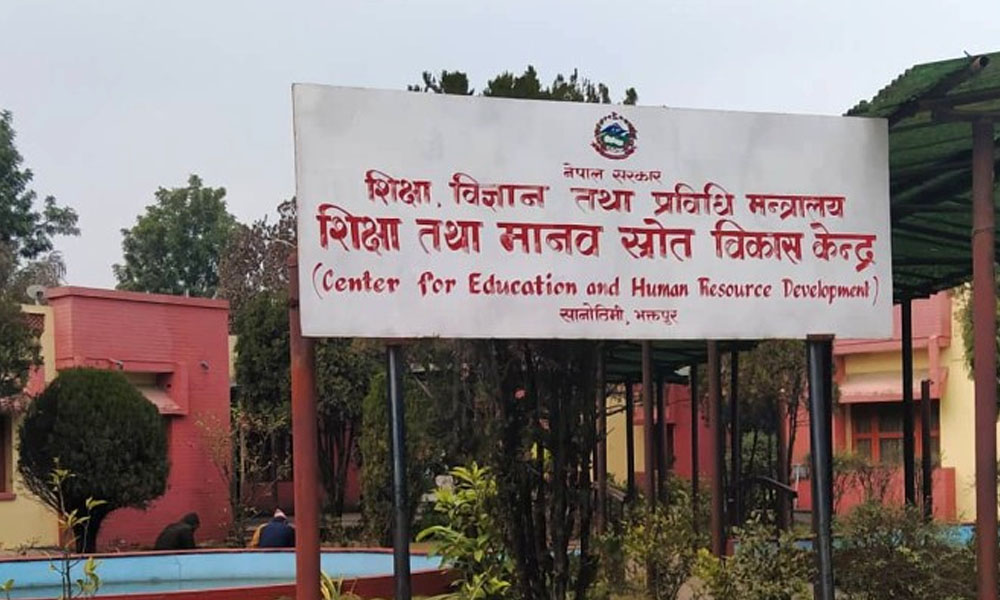 नेपाल सरकार
शिक्षा, विज्ञान तथा प्रविधि मन्त्रालय
शिक्षा तथा मानव स्रोत विकास केन्द्र
(Center for Education and Human Resource Development)
सानोठिमी, भक्तपुर